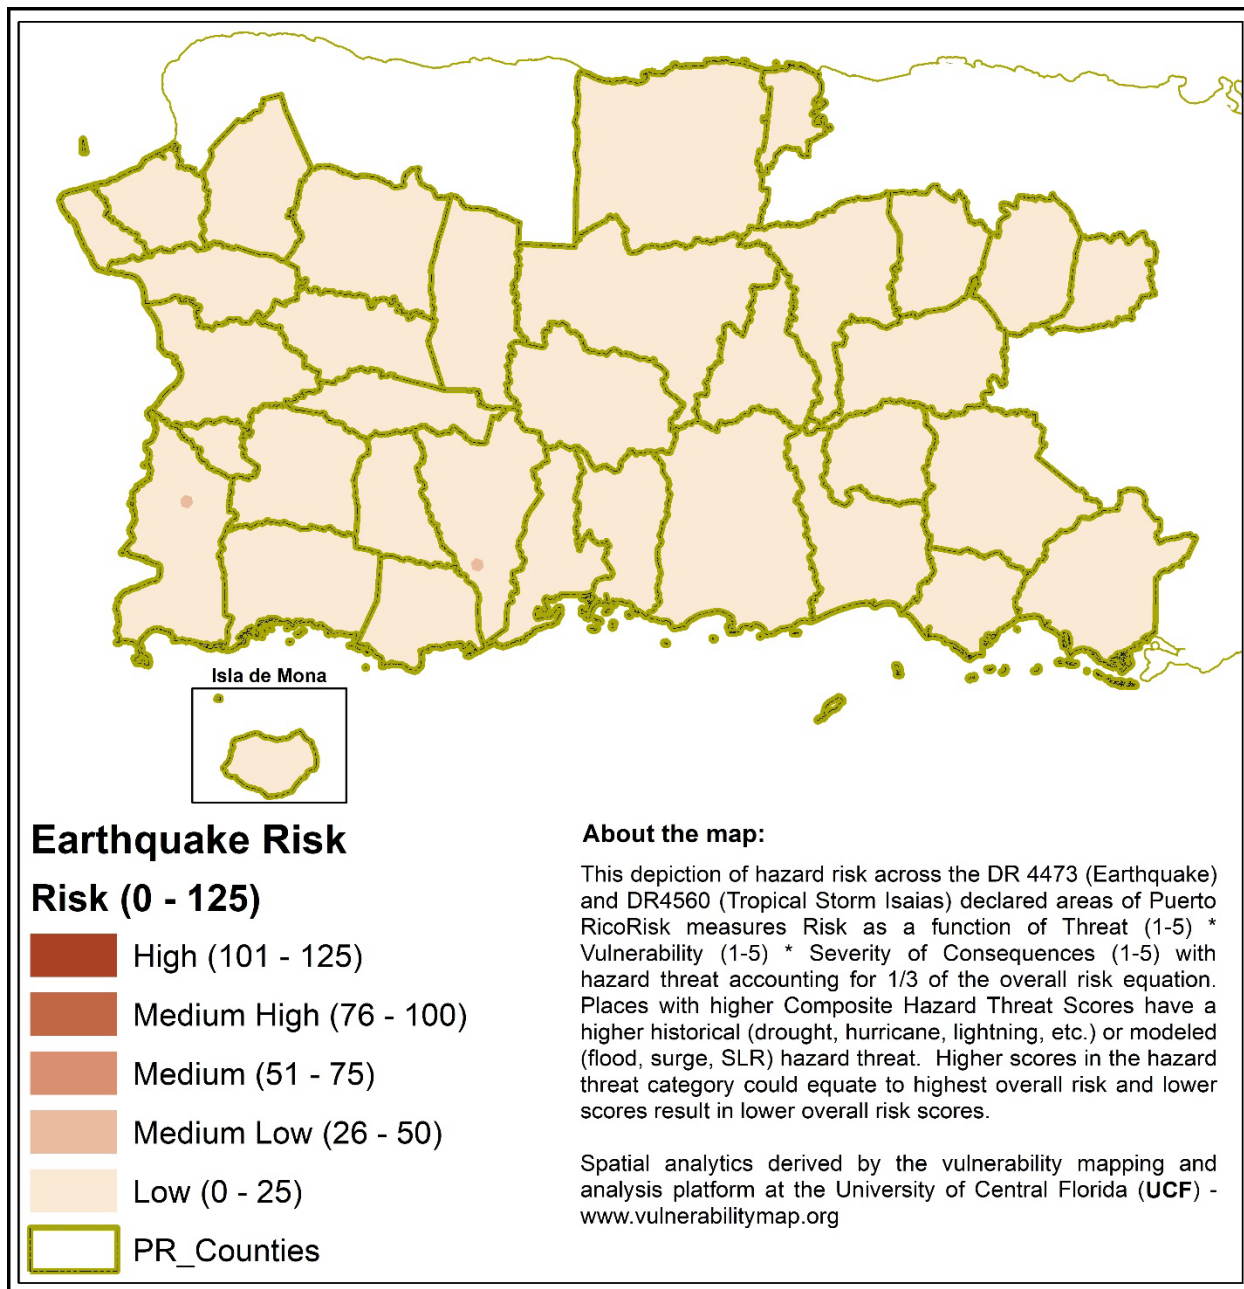 Isla de Mona
Earthquake Risk
Risk (0 - 125)
High (101 - 125)
Medium High (76 - 100)
Medium (51 - 75)
Medium Low (26 - 50)
Low (0 - 25)
PR_Counties
About the map:
This depiction of hazard risk across the DR 4473 (Earthquake)
and DR4560 (Tropical Storm Isaias) declared areas of Puerto
RicoRisk measures Risk as a function of Threat (1-5) *
Vulnerability (1-5) * Severity of Consequences (1-5) with
hazard threat accounting for 1/3 of the overall risk equation.
Places with higher Composite Hazard Threat Scores have a
higher historical (drought, hurricane, lightning, etc.) or modeled
(flood, surge, SLR) hazard threat. Higher scores in the hazard
threat category could equate to highest overall risk and lower
scores result in lower overall risk scores.
Spatial analytics derived by the vulnerability mapping and
analysis platform at the University of Central Florida (UCF) -
www.vulnerabilitymap.org